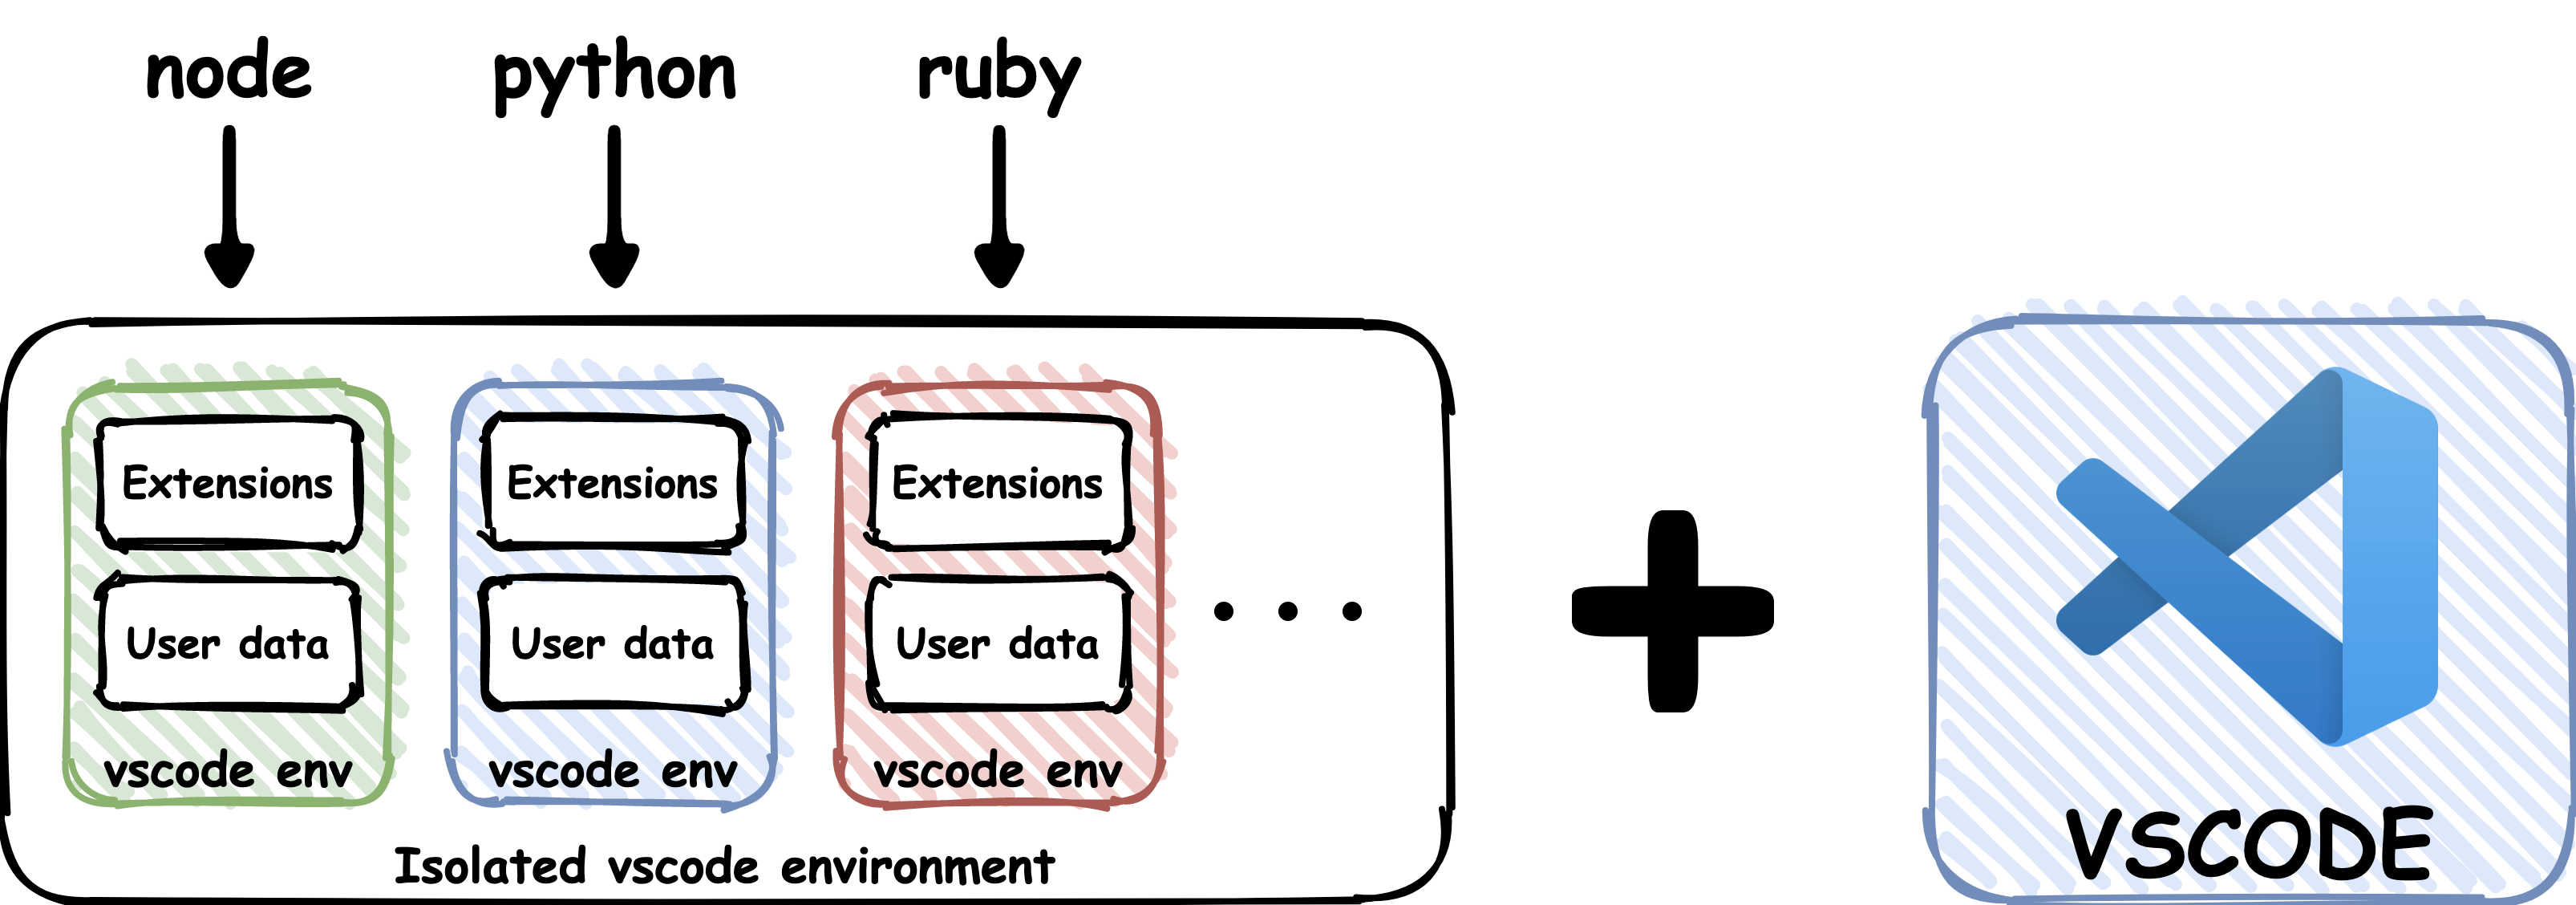 node
python
ruby
Extensions
Extensions
Extensions
User data
User data
User data
vscode env
vscode env
vscode env
Isolated vscode environment
. . .
VSCODE